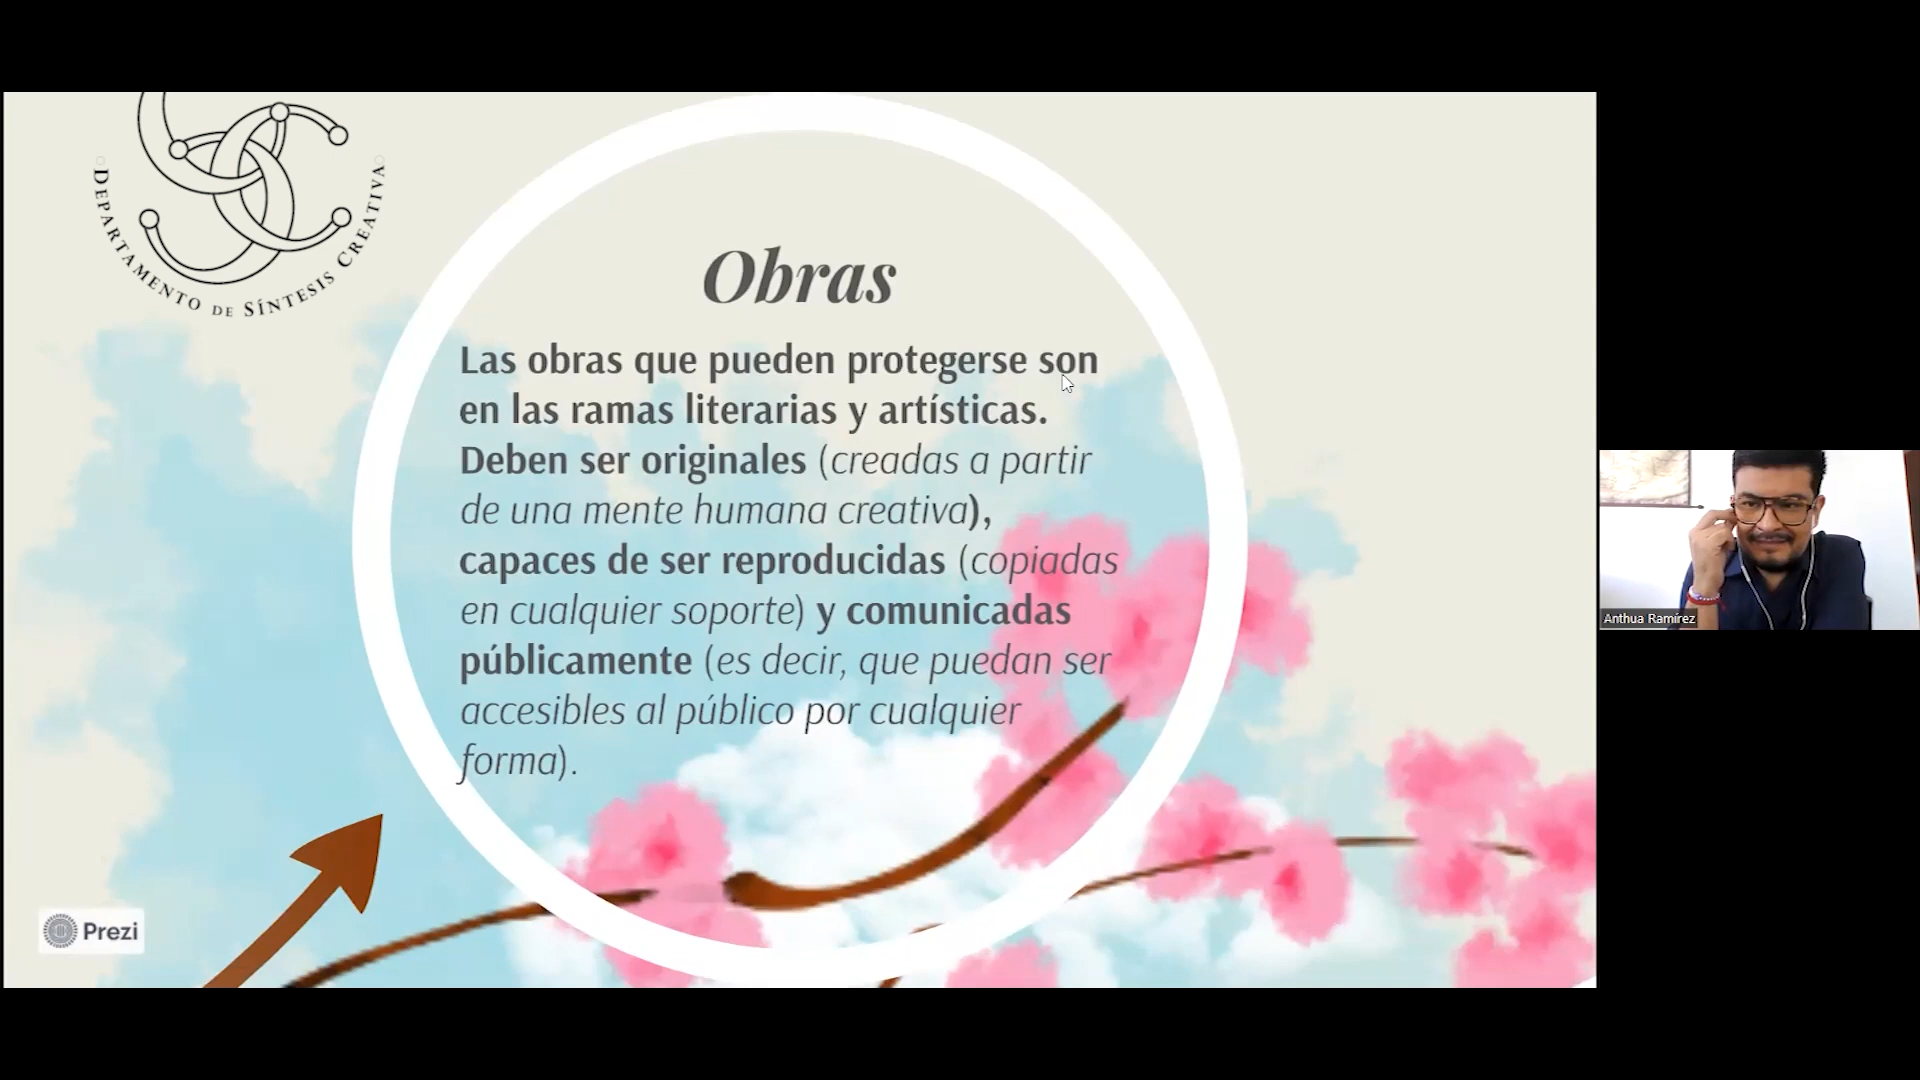 DEPARTAMENTO DE SÍNTESIS CREATIVA
Obras
Las obras que pueden protegerse son
en las ramas literarias y artísticas.
Deben ser originales (creadas a partir
de una mente humana creativa),
capaces de ser reproducidas (copiadas
en cualquier soporte) y comunicadas
públicamente (es decir, que puedan ser
accesibles al público por cualquier
forma).
Prezi
Anthua Ramírez